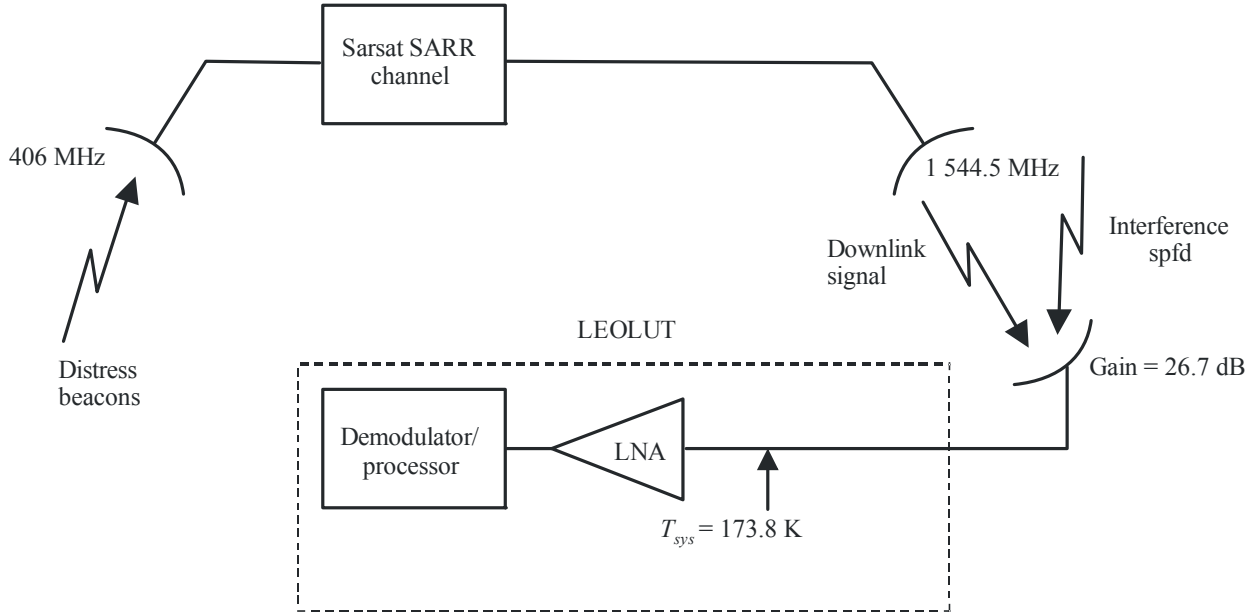 Sarsat SARR
channel
406 MHz
1 544.5 MHz
Interference
spfd
Downlink
signal
Distress
beacons
LEOLUT
Gain = 26.7 dB
Demodulator/
processor
LNA
Tsys = 173.8 K